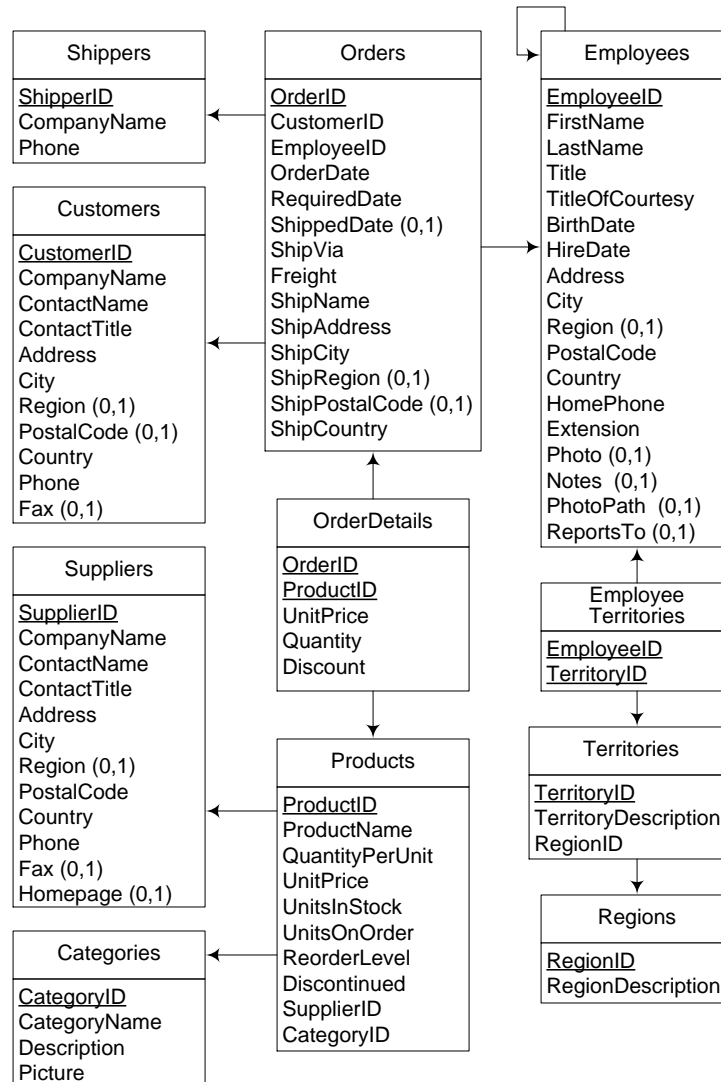 Shippers
ShipperID
CompanyName
Phone
Customers
CustomerID
CompanyName
ContactName
ContactTitle
Address
City
Region (0,1)
PostalCode (0,1)
Country
Phone
Fax (0,1)
Suppliers
SupplierID
CompanyName
ContactName
ContactTitle
Address
City
Region (0,1)
PostalCode
Country
Phone
Fax (0,1)
Homepage (0,1)
Categories
CategoryID
CategoryName
Description
Picture
Orders
OrderID
CustomerID
EmployeeID
OrderDate
RequiredDate
ShippedDate (0,1)
ShipVia
Freight
ShipName
ShipAddress
ShipCity
ShipRegion (0,1)
ShipPostalCode (0,1)
ShipCountry
OrderDetails
OrderID
ProductID
UnitPrice
Quantity
Discount
Products
ProductID
ProductName
QuantityPerUnit
UnitPrice
UnitsInStock
UnitsOnOrder
ReorderLevel
Discontinued
SupplierID
CategoryID
Employees
EmployeeID
FirstName
LastName
Title
TitleOfCourtesy
BirthDate
HireDate
Address
City
Region (0,1)
PostalCode
Country
HomePhone
Extension
Photo (0,1)
Notes (0,1)
PhotoPath (0,1)
ReportsTo (0,1)
Employee
Territories
EmployeeID
TerritoryID
Territories
TerritoryID
TerritoryDescription
RegionID
Regions
RegionID
RegionDescription